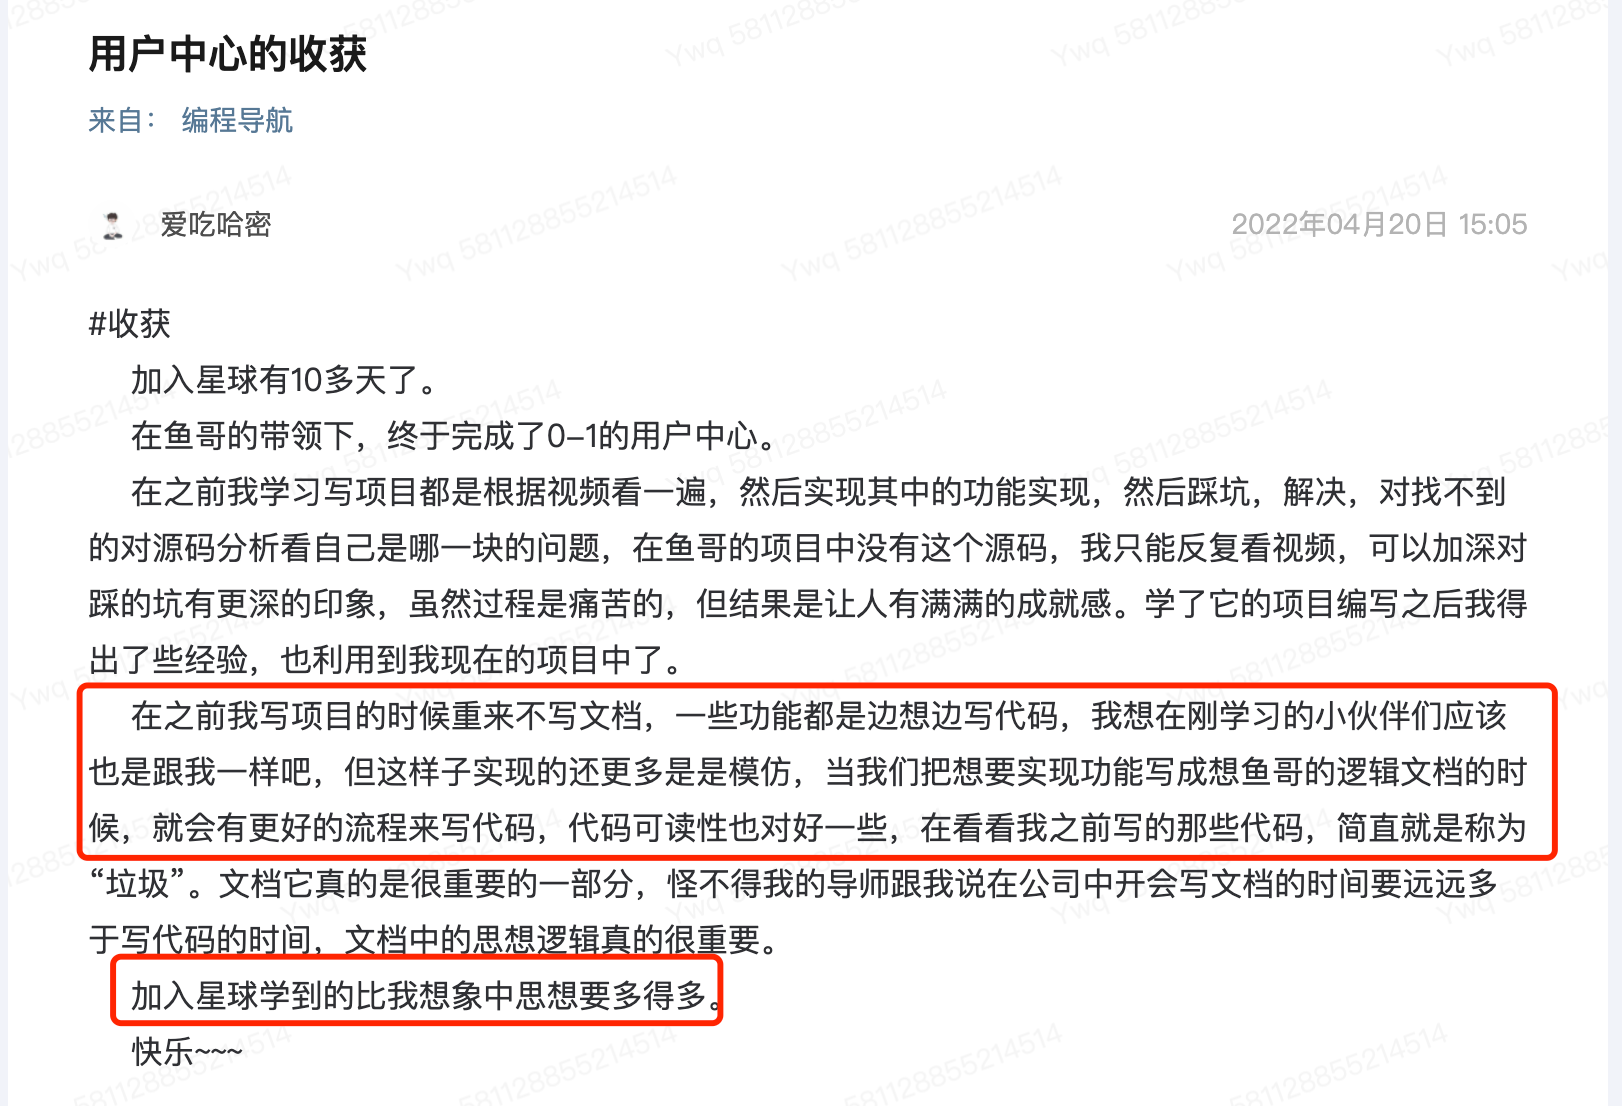 用户中心的收获
来自： 编程导航
爱吃哈密
2022年04月20日 15:05
#收获
加入星球有10多天了。
在鱼哥的带领下，终于完成了0-1的用户中心。
在之前我学习写项目都是根据视频看一遍，然后实现其中的功能实现，然后踩坑，解决，对找不到
的对源码分析看自己是哪一块的问题，在鱼哥的项目中没有这个源码，我只能反复看视频，可以加深对
踩的坑有更深的印象，虽然过程是痛苦的，但结果是让人有满满的成就感。学了它的项目编写之后我得
出了些经验，也利用到我现在的项目中了。
在之前我写项目的时候重来不写文档，一些功能都是边想边写代码，我想在刚学习的小伙伴们应该
也是跟我一样吧，但这样子实现的还更多是是模仿，当我们把想要实现功能写成想鱼哥的逻辑文档的时
候，就会有更好的流程来写代码，代码可读性也对好一些，在看看我之前写的那些代码，简直就是称为
“垃圾”。文档它真的是很重要的一部分，怪不得我的导师跟我说在公司中开会写文档的时间要远远多
于写代码的时间，文档中的思想逻辑真的很重要。
加入星球学到的比我想象中思想要多得多。
快乐~~~
Ywq 581128855214514